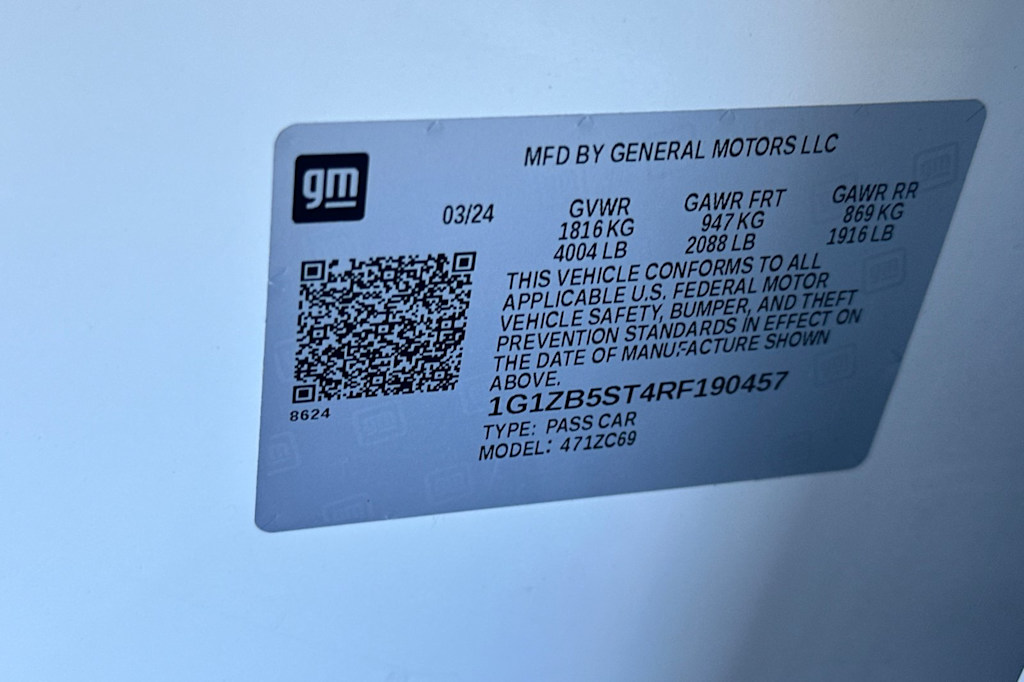 gm
MFD BY GENERAL MOTORS LLC
03/24
GVWR
1816 KG
4004 LB
GAWR FRT
947 KG
2088 LB
GAWR RR
869 KG
1916 LB
THIS VEHICLE CONFORMS TO ALL
APPLICABLE U.S. FEDERAL MOTOR
VEHICLE SAFETY, BUMPER, AND THEFT
PREVENTION STANDARDS IN EFFECT ON
THE DATE OF MANUFACTURE SHOWN
ABOVE.
1G1ZB5ST4RF190457
TYPE: PASS CAR
MODEL: 471ZC69
8624